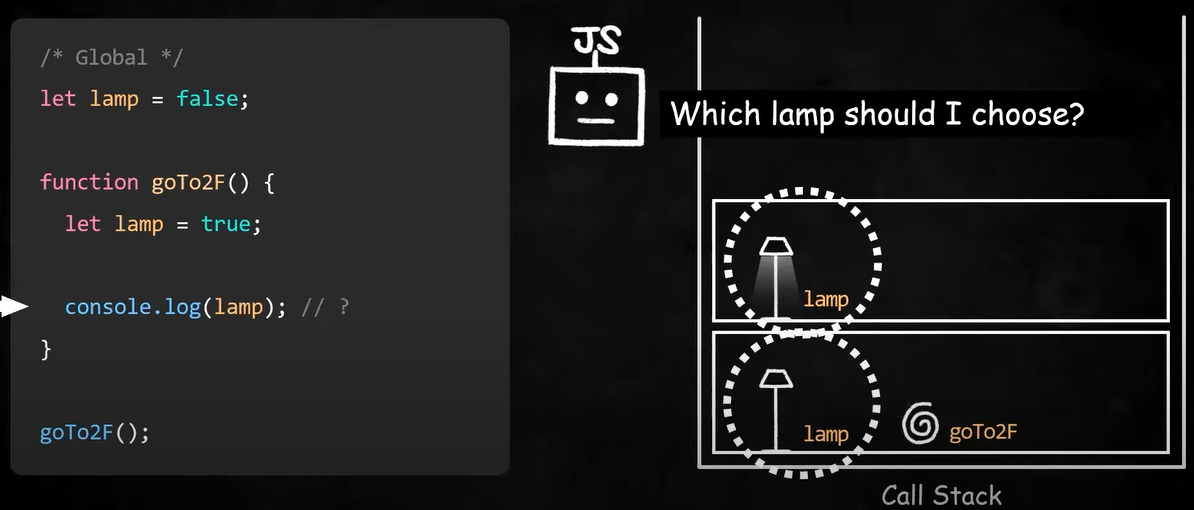 /* Global */
let lamp = false;
function goTo2F() {
let lamp = true;
console.log(lamp); // ?
}
goTo2F();
JS
Which lamp should I choose?
lamp
lamp
goTo2F
Call Stack